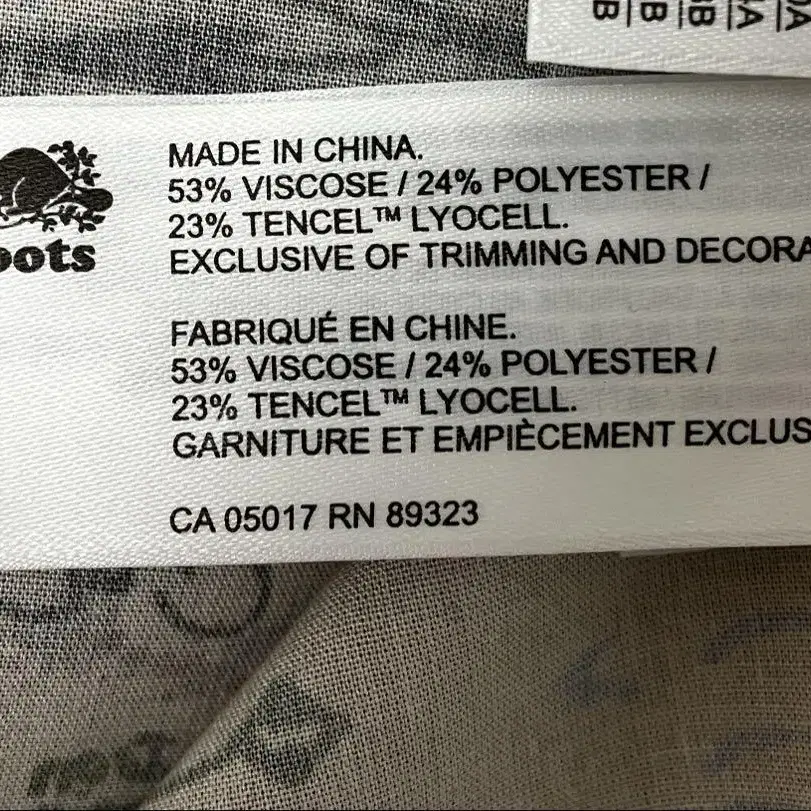 MADE IN CHINA.
53% VISCOSE / 24% POLYESTER /
23% TENCEL™ LYOCELL.
EXCLUSIVE OF TRIMMING AND DECORA
oots
FABRIQUÉ EN CHINE.
53% VISCOSE / 24% POLYESTER /
23% TENCEL™ LYOCELL.
GARNITURE ET EMPIÈCEMENT EXCLUS
CA 05017 RN 89323